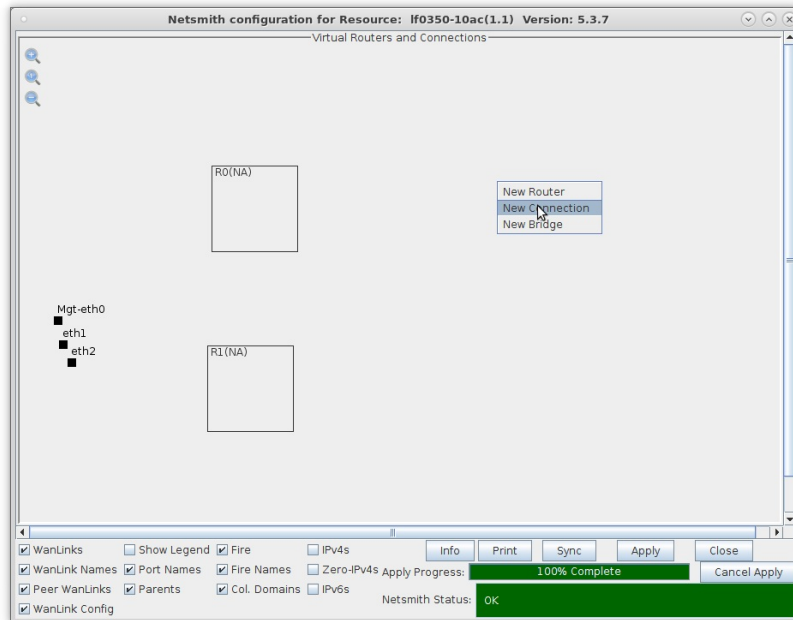 Netsmith configuration for Resource: lf0350-10ac(1.1) Version: 5.3.7
Virtual Routers and Connections
R0(NA)
New Router
New Connection
New Bridge
Mgt-eth0
eth1
eth2
R1(NA)
WanLinks Show Legend Fire IPv4s Info Print Sync Apply Close
WanLink Names Port Names Fire Names Zero-IPv4s Apply Progress: 100% Complete Cancel Apply
Peer WanLinks Parents Col. Domains IPv6s
Netsmith Status: OK
WanLink Config